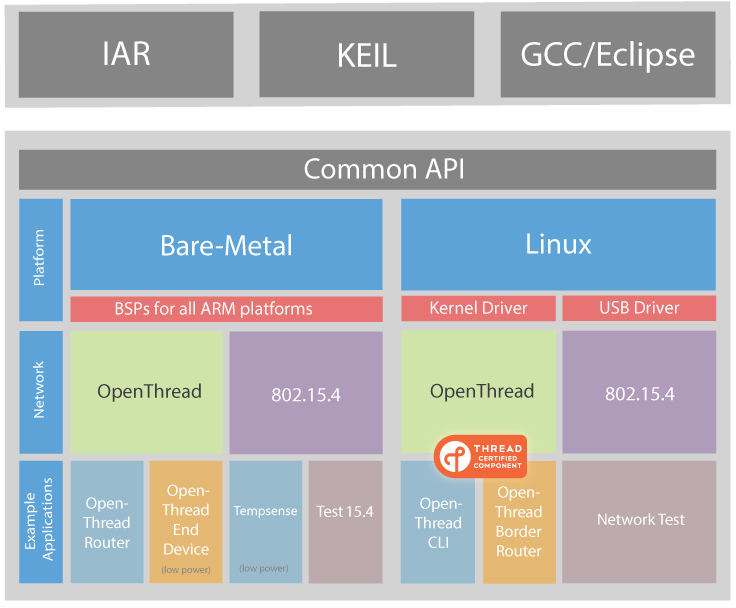 IAR
KEIL
GCC/Eclipse
Common API
Platform
Bare-Metal
Linux
BSPs for all ARM platforms
Kernel Driver
USB Driver
Network
OpenThread
802.15.4
OpenThread
802.15.4
THREAD
CERTIFIED
COMPONENT
Example
Applications
Open-
Thread
Router
Open-
Thread
End
Device
(low power)
Tempsense
(low power)
Test 15.4
Open-
Thread
CLI
Open-
Thread
Border
Router
Network Test